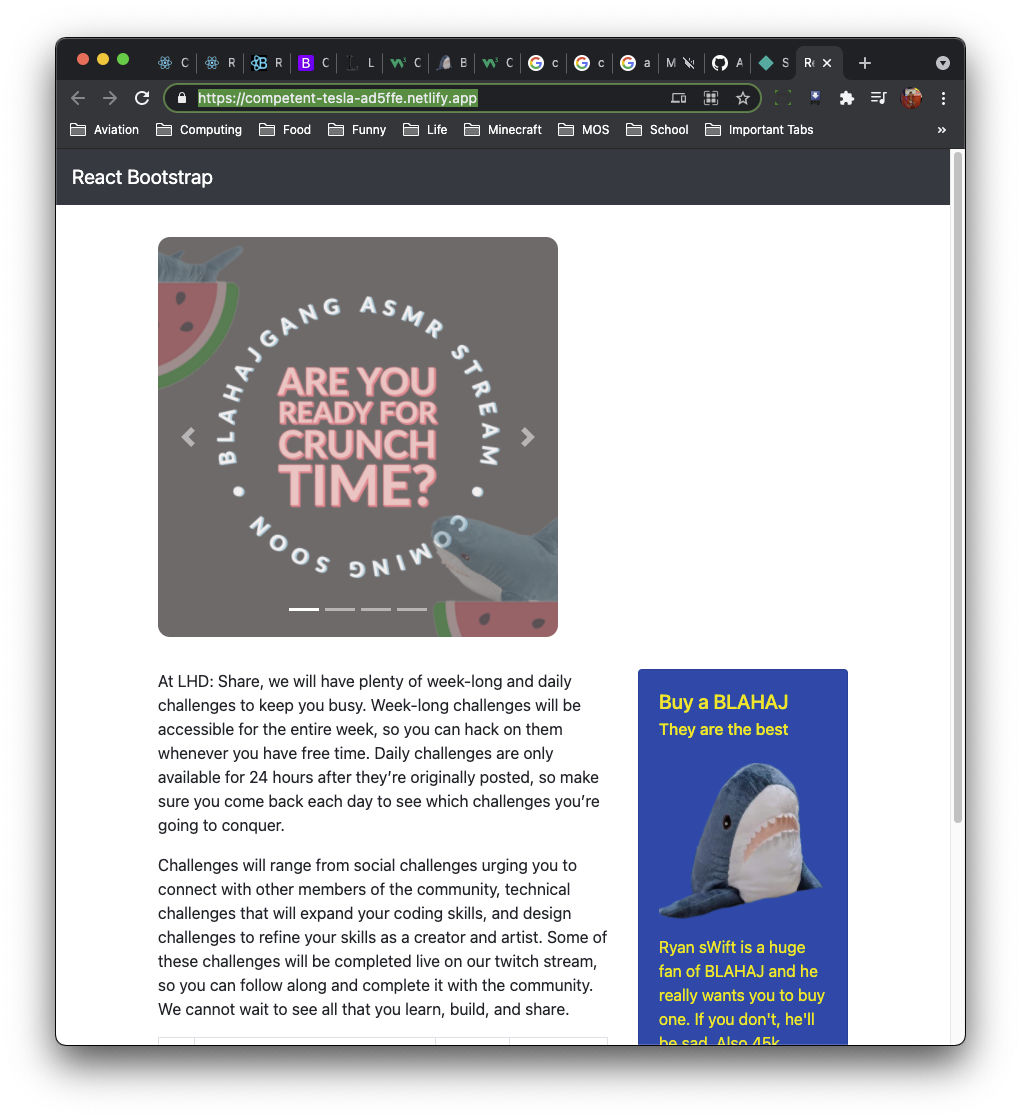 C
R
R
B C
L
C
B
C
c
c
a
M
A
S
Re
https://competent-tesla-ad5ffe.netlify.app
Aviation Computing Food Funny Life Minecraft MOS School Important Tabs »
React Bootstrap
BLAHAJGANG ASMR STREAM
ARE YOU
READY FOR
CRUNCH
TIME?
• COMING SOON •
At LHD: Share, we will have plenty of week-long and daily
challenges to keep you busy. Week-long challenges will be
accessible for the entire week, so you can hack on them
whenever you have free time. Daily challenges are only
available for 24 hours after they’re originally posted, so make
sure you come back each day to see which challenges you’re
going to conquer.
Challenges will range from social challenges urging you to
connect with other members of the community, technical
challenges that will expand your coding skills, and design
challenges to refine your skills as a creator and artist. Some of
these challenges will be completed live on our twitch stream,
so you can follow along and complete it with the community.
We cannot wait to see all that you learn, build, and share.
Buy a BLAHAJ
They are the best
Ryan sWift is a huge
fan of BLAHAJ and he
really wants you to buy
one. If you don't, he'll
be sad. Also 45k